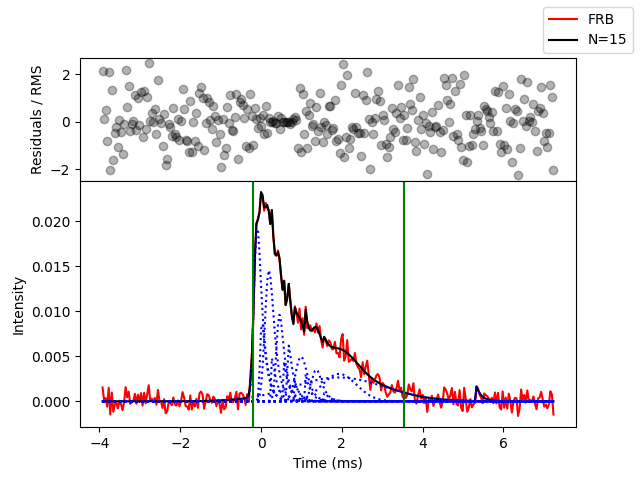 FRB
N=15
Residuals / RMS
2
0
−2
Intensity
0.020
0.015
0.010
0.005
0.000
−4 −2 0 2 4 6
Time (ms)